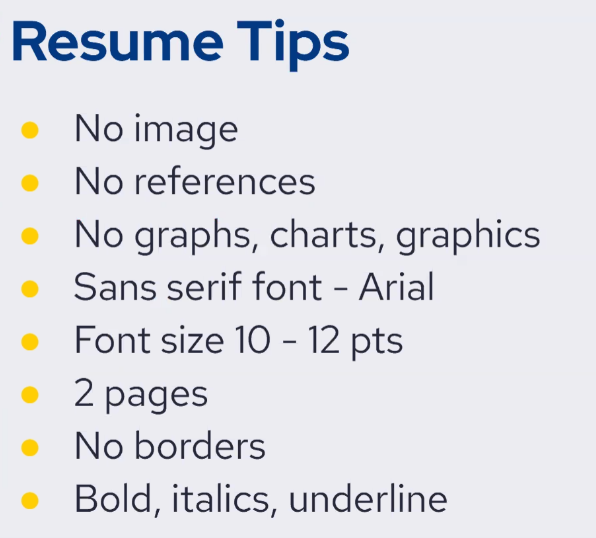 Resume Tips
No image
No references
No graphs, charts, graphics
Sans serif font - Arial
Font size 10 - 12 pts
2 pages
No borders
Bold, italics, underline